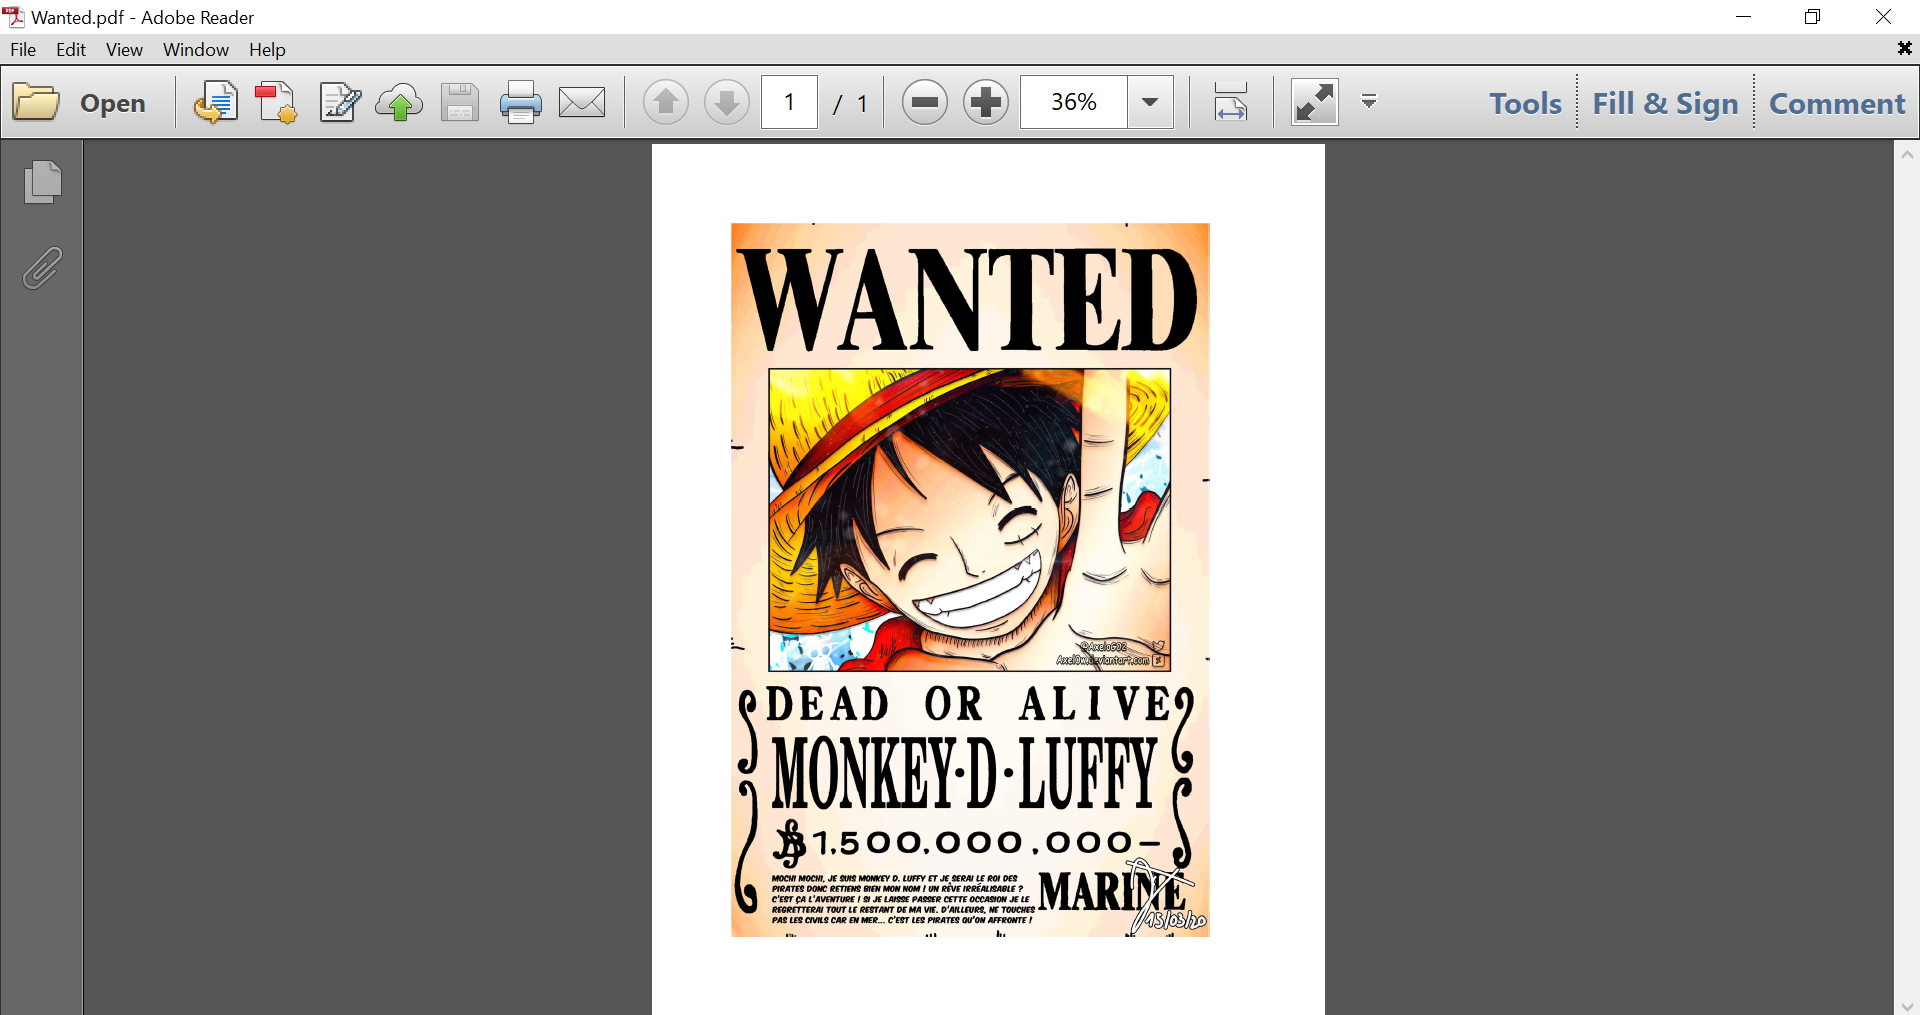 Wanted.pdf - Adobe Reader
File Edit View Window Help
Open 1 / 1 36% Tools Fill & Sign Comment
WANTED
@AxeloG02
AxelOw.deviantart.com
DEAD OR ALIVE
MONKEY·D·LUFFY
1.500,000,000-
MOCHI MOCHI, JE SUIS MONKEY D. LUFFY ET JE SERAI LE ROI DES
PIRATES DONC RETIENS BIEN MON NOM ! UN RÊVE IRRÉALISABLE ?
C'EST ÇA L'AVENTURE ! SI JE LAISSE PASSER CETTE OCCASION JE LE
REGRETTERAI TOUT LE RESTANT DE MA VIE. D'AILLEURS, NE TOUCHES
PAS LES CIVILS CAR EN MER... C'EST LES PIRATES QU'ON AFFRONTE !
MARINE
15/03/20